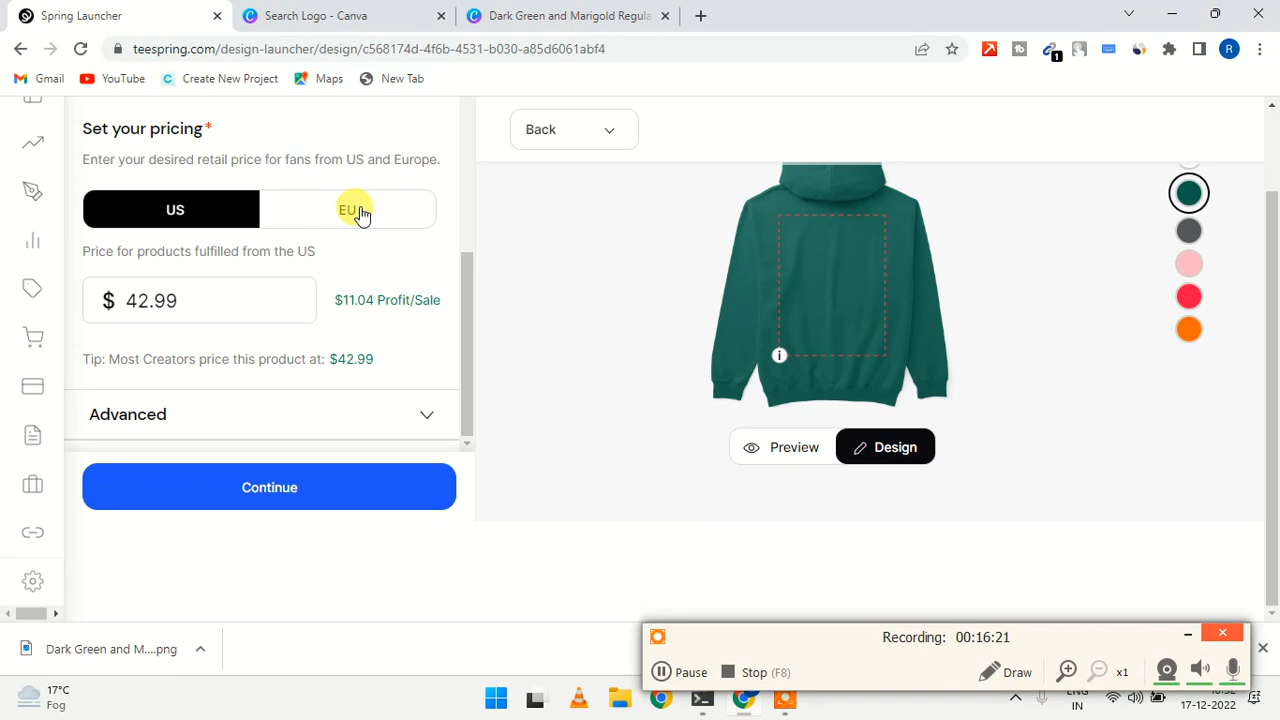 Spring Launcher
Search Logo - Canva
Dark Green and Marigold Regula
teespring.com/design-launcher/design/c568174d-4f6b-4531-b030-a85d6061abf4
1
R
Gmail
YouTube
Create New Project
Maps
New Tab
Set your pricing*
Enter your desired retail price for fans from US and Europe.
US
EU
Price for products fulfilled from the US
$ 42.99
$11.04 Profit/Sale
Tip: Most Creators price this product at: $42.99
Advanced
Continue
Back
i
Preview
Design
Dark Green and M....png
Recording: 00:16:21
Pause
Stop (F8)
Draw
x1
17°C
Fog
IN
17-12-2022